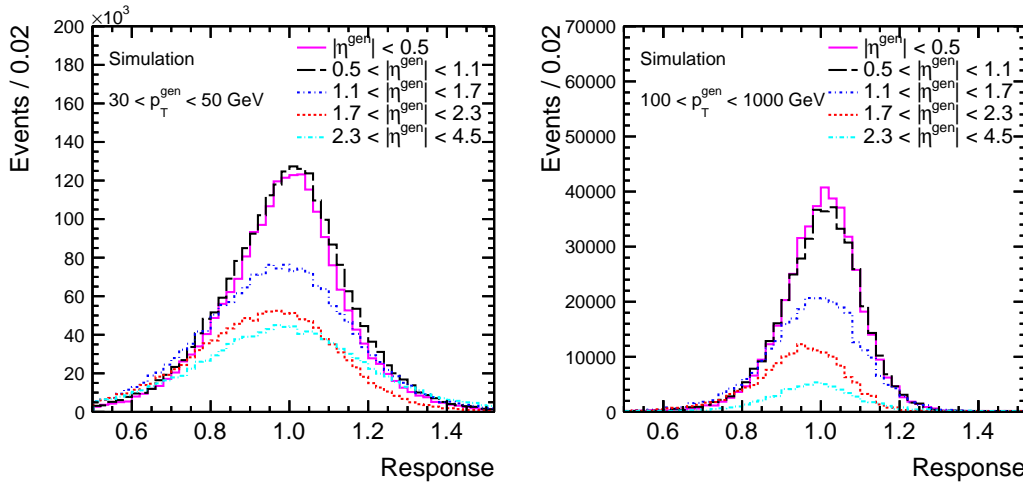 ×10³
Events / 0.02
200
180
160
140
120
100
80
60
40
20
0
0.6 0.8 1.0 1.2 1.4
Response
Simulation
30 < p_T^gen < 50 GeV
|η^gen| < 0.5
0.5 < |η^gen| < 1.1
1.1 < |η^gen| < 1.7
1.7 < |η^gen| < 2.3
2.3 < |η^gen| < 4.5
Events / 0.02
70000
60000
50000
40000
30000
20000
10000
0
0.6 0.8 1.0 1.2 1.4
Response
Simulation
100 < p_T^gen < 1000 GeV
|η^gen| < 0.5
0.5 < |η^gen| < 1.1
1.1 < |η^gen| < 1.7
1.7 < |η^gen| < 2.3
2.3 < |η^gen| < 4.5